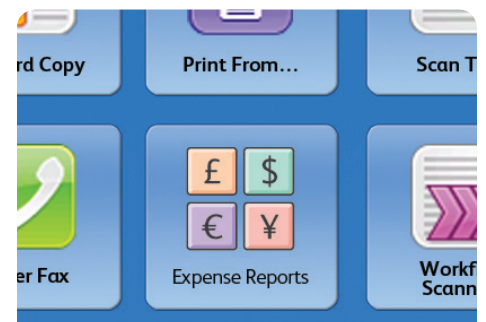 rd Copy
Print From...
Scan T
£ $
€ ¥
er Fax
Expense Reports
Workf
Scann